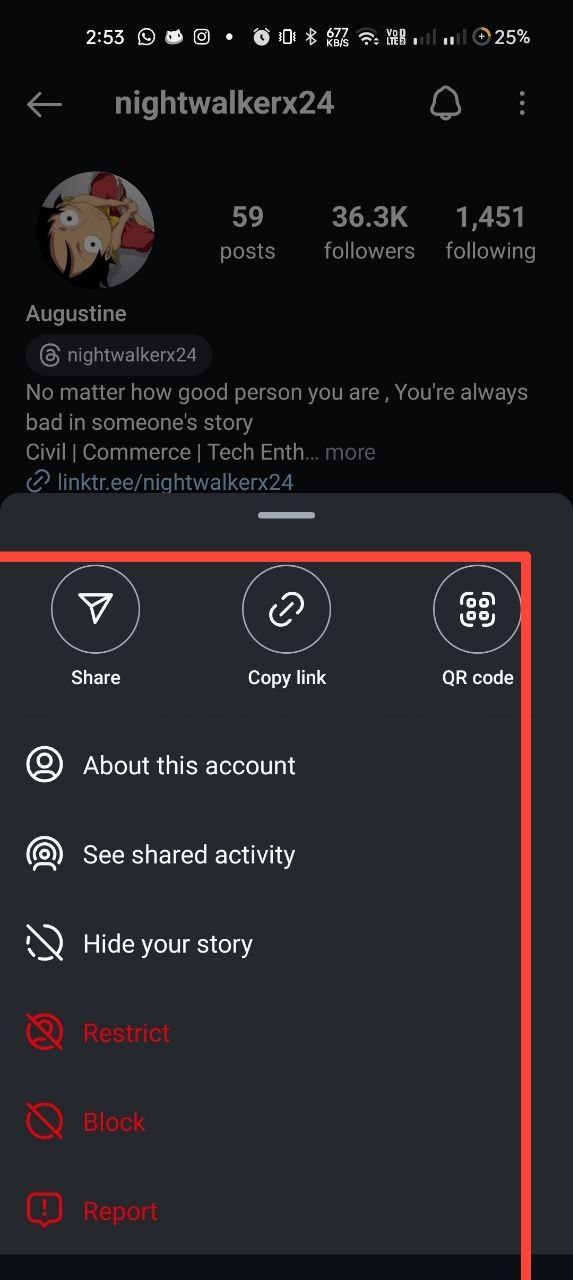 2:53 677 KB/S Vo LTE 25%
nightwalkerx24
59 36.3K 1,451
posts followers following
Augustine
nightwalkerx24
No matter how good person you are , You're always
bad in someone's story
Civil | Commerce | Tech Enth... more
linktr.ee/nightwalkerx24
Share Copy link QR code
About this account
See shared activity
Hide your story
Restrict
Block
Report